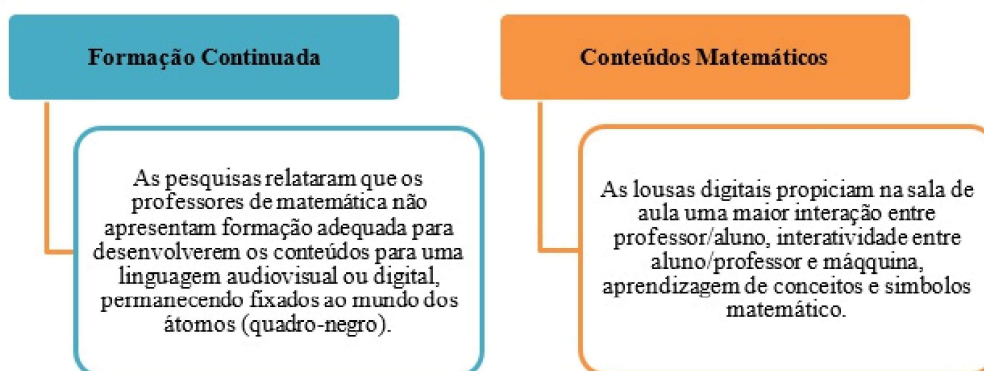 Formação Continuada
As pesquisas relataram que os
professores de matemática não
apresentam formação adequada para
desenvolverem os conteúdos para uma
linguagem audiovisual ou digital,
permanecendo fixados ao mundo dos
átomos (quadro-negro).
Conteúdos Matemáticos
As lousas digitais propiciam na sala de
aula uma maior interação entre
professor/aluno, interatividade entre
aluno/professor e máqquina,
aprendizagem de conceitos e simbolos
matemático.